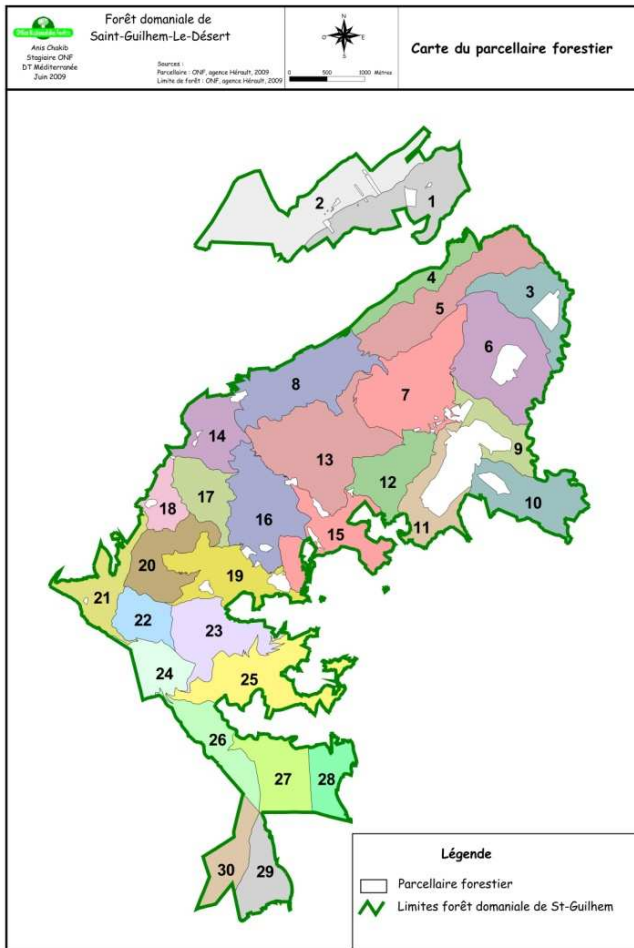 Forêt domaniale de
Saint-Guilhem-Le-Désert
Anis Chakib
Stagiaire ONF
DT Méditerranée
Juin 2009
Sources :
Parcellaire : ONF, agence Hérault, 2009
Limite de forêt : ONF, agence Hérault, 2009
N
O
E
S
0 500 1000 Mètres
Carte du parcellaire forestier
2
1
4
3
5
6
8
7
14
13
9
12
17
10
18
16
11
15
20
19
21
22
23
24
25
26
27
28
30
29
Légende
Parcellaire forestier
Limites forêt domaniale de St-Guilhem